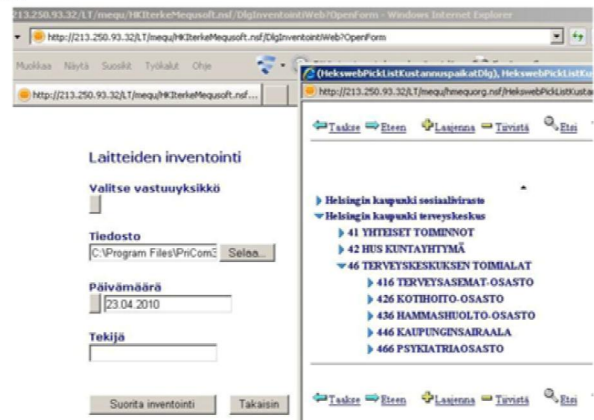 213.250.93.32/LT/mequ/HKIterkeMequsoft.nsf/DlgInventointiWeb?OpenForm - Windows Internet Explorer
http://213.250.93.32/LT/mequ/HKIterkeMequsoft.nsf/DlgInventointiWeb?OpenForm
Muokkaa Näytä Suosikit Työkalut Ohje
http://213.250.93.32/LT/mequ/HKIterkeMequsoft.nsf...
Laitteiden inventointi
Valitse vastuuyksikkö
Tiedosto
C:\Program Files\PriCom3 Selaa...
Päivämäärä
23.04.2010
Tekijä
Suorita inventointi Takaisin
(HekswebPickListKustannuspaikatDlg), HekswebPickListKu
http://213.250.93.32/LT/mequ/hmequorg.nsf/HekswebPickListKusta
Taakse Eteen Laajenna Tiivistä Etsi
Helsingin kaupunki sosiaalivirasto
Helsingin kaupunki terveyskeskus
41 YHTEISET TOIMINNOT
42 HUS KUNTAYHTYMÄ
46 TERVEYSKESKUKSEN TOIMIALAT
416 TERVEYSASEMAT-OSASTO
426 KOTIHOITO-OSASTO
436 HAMMASHUOLTO-OSASTO
446 KAUPUNGINSAIRAALA
466 PSYKIATRIAOSASTO
Taakse Eteen Laajenna Tiivistä Etsi